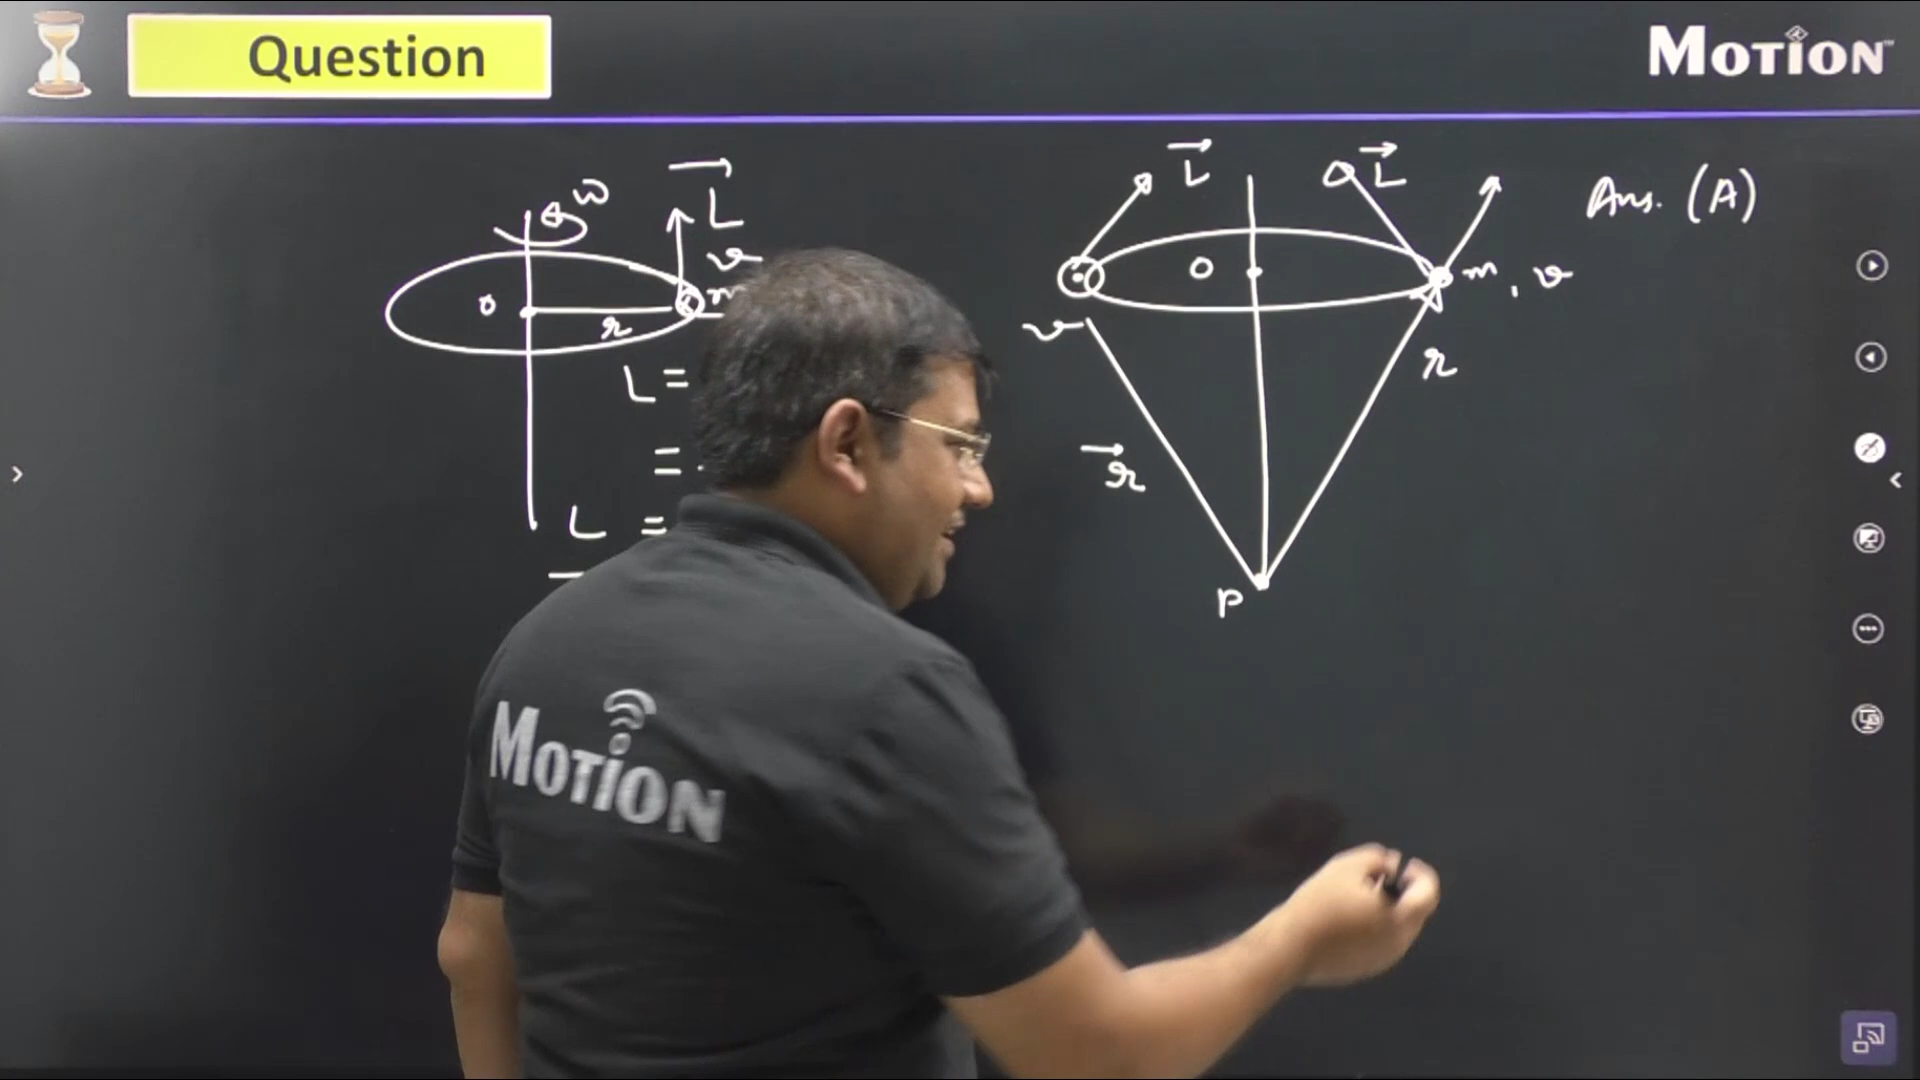 Question
MOTION
ω
L
v
m
O
r
L =
=
L =
L
L
Ans. (A)
O
m, v
v
r
r
P
MOTION